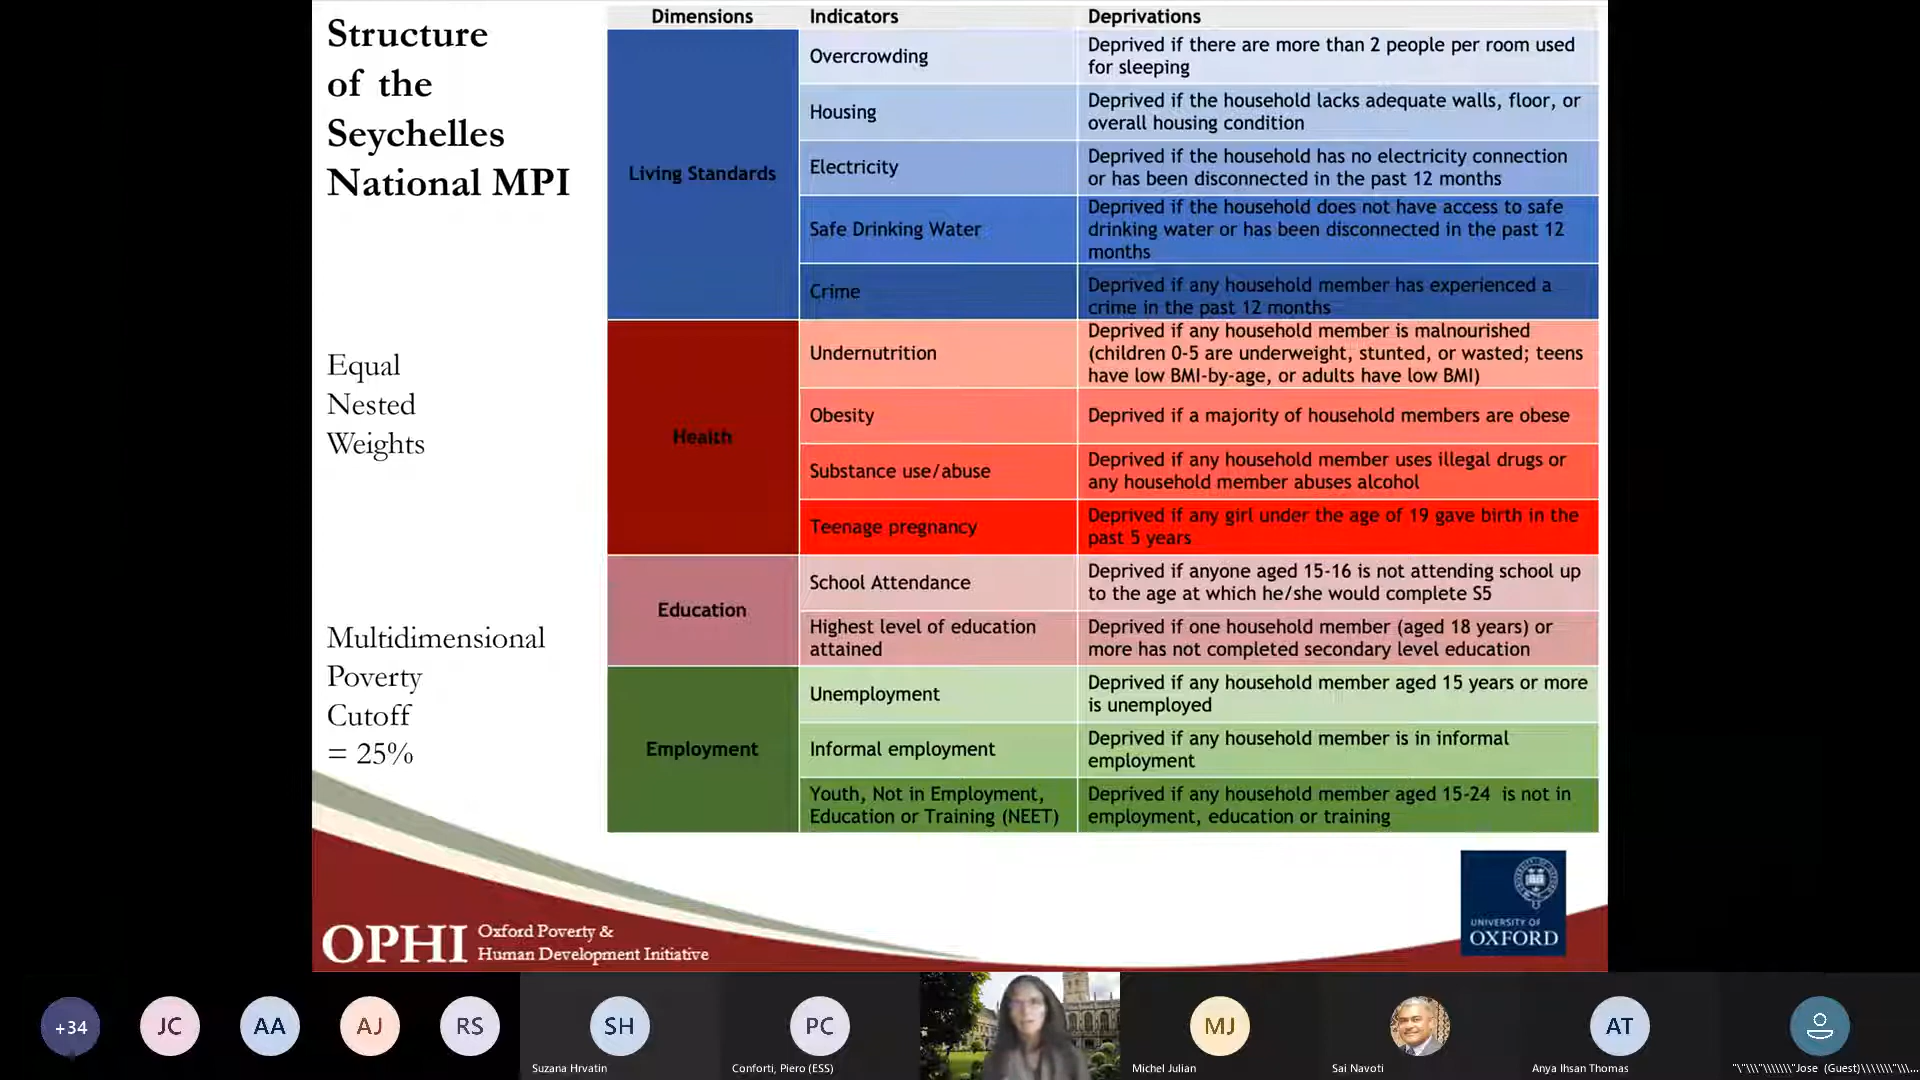 Structure
of the
Seychelles
National MPI
Equal
Nested
Weights
Multidimensional
Poverty
Cutoff
= 25%
Dimensions
Indicators
Deprivations
Living Standards
Overcrowding
Deprived if there are more than 2 people per room used
for sleeping
Housing
Deprived if the household lacks adequate walls, floor, or
overall housing condition
Electricity
Deprived if the household has no electricity connection
or has been disconnected in the past 12 months
Safe Drinking Water
Deprived if the household does not have access to safe
drinking water or has been disconnected in the past 12
months
Crime
Deprived if any household member has experienced a
crime in the past 12 months
Health
Undernutrition
Deprived if any household member is malnourished
(children 0-5 are underweight, stunted, or wasted; teens
have low BMI-by-age, or adults have low BMI)
Obesity
Deprived if a majority of household members are obese
Substance use/abuse
Deprived if any household member uses illegal drugs or
any household member abuses alcohol
Teenage pregnancy
Deprived if any girl under the age of 19 gave birth in the
past 5 years
Education
School Attendance
Deprived if anyone aged 15-16 is not attending school up
to the age at which he/she would complete S5
Highest level of education
attained
Deprived if one household member (aged 18 years) or
more has not completed secondary level education
Employment
Unemployment
Deprived if any household member aged 15 years or more
is unemployed
Informal employment
Deprived if any household member is in informal
employment
Youth, Not in Employment,
Education or Training (NEET)
Deprived if any household member aged 15-24 is not in
employment, education or training
OPHI
Oxford Poverty &
Human Development Initiative
UNIVERSITY OF
OXFORD
+34
JC
AA
AJ
RS
SH
Suzana Hrvatin
PC
Conforti, Piero (ESS)
MJ
Michel Julian
Sai Navoti
AT
Anya Ihsan Thomas
"\"\\\"\\\\\\\"Jose (Guest)\\\\\\\"\\...